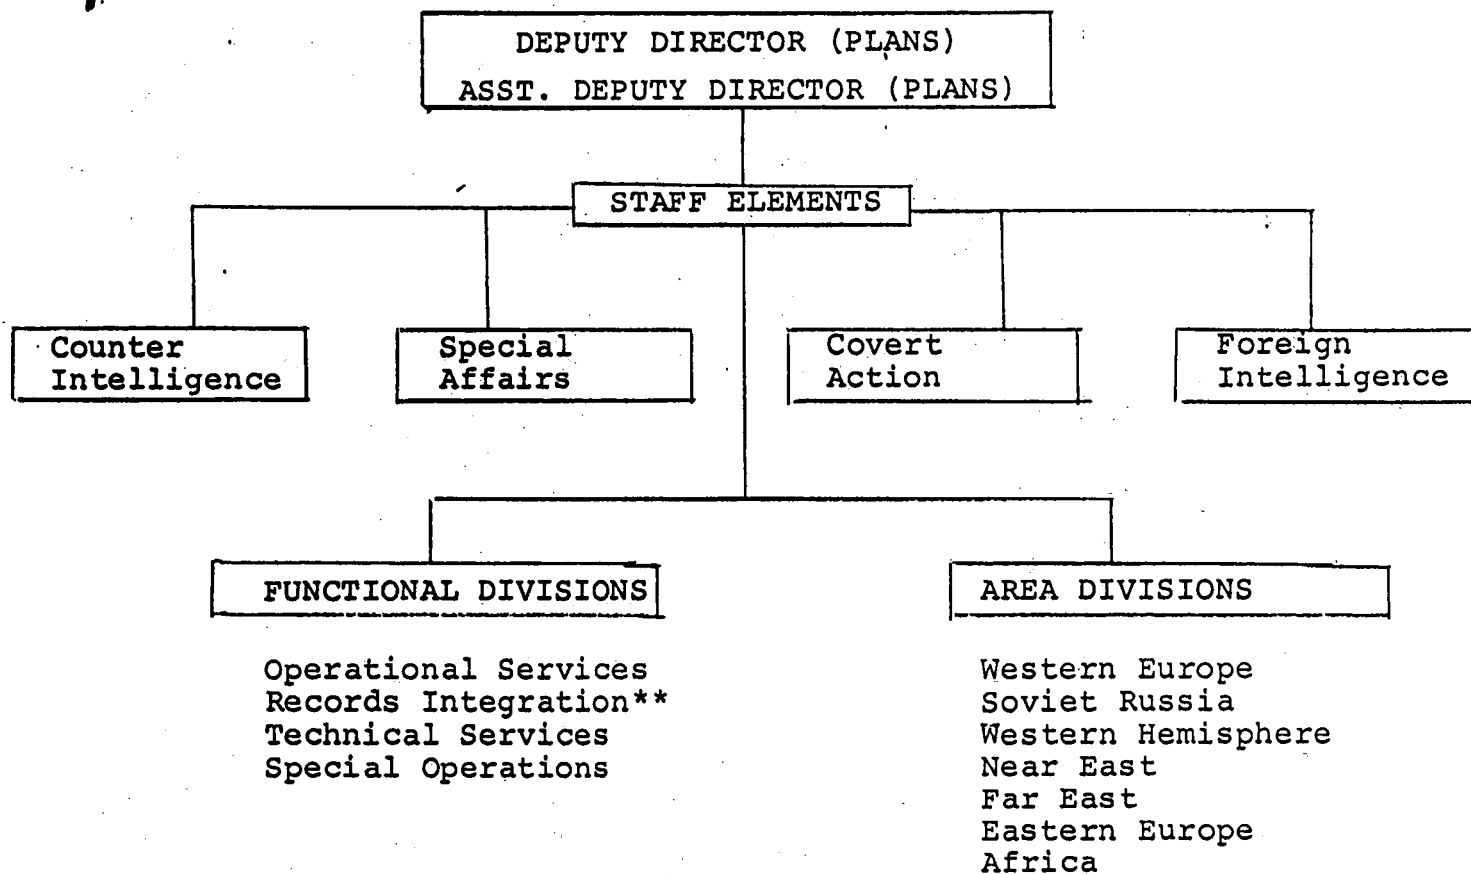 DEPUTY DIRECTOR (PLANS)
ASST. DEPUTY DIRECTOR (PLANS)
STAFF ELEMENTS
Counter
Intelligence
Special
Affairs
Covert
Action
Foreign
Intelligence
FUNCTIONAL DIVISIONS
Operational Services
Records Integration**
Technical Services
Special Operations
AREA DIVISIONS
Western Europe
Soviet Russia
Western Hemisphere
Near East
Far East
Eastern Europe
Africa